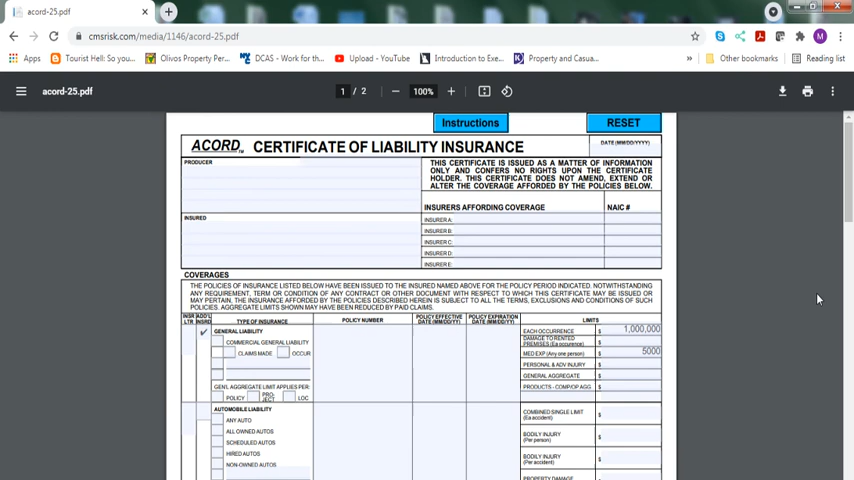 acord-25.pdf
cmsrisk.com/media/1146/acord-25.pdf
M
Apps Tourist Hell: St... Olivos Property Per... DCAS - Work for th... Upload - YouTube Introduction to Exe... Property and Casua... » Other bookmarks Reading list
acord-25.pdf 1 / 2 100%
Instructions RESET
ACORD TM CERTIFICATE OF LIABILITY INSURANCE DATE (MM/DD/YYYY)
PRODUCER
THIS CERTIFICATE IS ISSUED AS A MATTER OF INFORMATION
ONLY AND CONFERS NO RIGHTS UPON THE CERTIFICATE
HOLDER. THIS CERTIFICATE DOES NOT AMEND, EXTEND OR
ALTER THE COVERAGE AFFORDED BY THE POLICIES BELOW.
INSURERS AFFORDING COVERAGE NAIC #
INSURED
INSURER A:
INSURER B:
INSURER C:
INSURER D:
INSURER E:
COVERAGES
THE POLICIES OF INSURANCE LISTED BELOW HAVE BEEN ISSUED TO THE INSURED NAMED ABOVE FOR THE POLICY PERIOD INDICATED. NOTWITHSTANDING
ANY REQUIREMENT, TERM OR CONDITION OF ANY CONTRACT OR OTHER DOCUMENT WITH RESPECT TO WHICH THIS CERTIFICATE MAY BE ISSUED OR
MAY PERTAIN, THE INSURANCE AFFORDED BY THE POLICIES DESCRIBED HEREIN IS SUBJECT TO ALL THE TERMS, EXCLUSIONS AND CONDITIONS OF SUCH
POLICIES. AGGREGATE LIMITS SHOWN MAY HAVE BEEN REDUCED BY PAID CLAIMS.
INSR LTR ADD'L INSRD TYPE OF INSURANCE POLICY NUMBER POLICY EFFECTIVE DATE (MM/DD/YY) POLICY EXPIRATION DATE (MM/DD/YY) LIMITS
GENERAL LIABILITY
COMMERCIAL GENERAL LIABILITY
CLAIMS MADE OCCUR
GEN'L AGGREGATE LIMIT APPLIES PER:
POLICY PRO-JECT LOC
EACH OCCURRENCE $ 1,000,000
DAMAGE TO RENTED
PREMISES (Ea occurence) $
MED EXP (Any one person) $ 5000
PERSONAL & ADV INJURY $
GENERAL AGGREGATE $
PRODUCTS - COMP/OP AGG $
AUTOMOBILE LIABILITY
ANY AUTO
ALL OWNED AUTOS
SCHEDULED AUTOS
HIRED AUTOS
NON-OWNED AUTOS
COMBINED SINGLE LIMIT
(Ea accident) $
BODILY INJURY
(Per person) $
BODILY INJURY
(Per accident) $
PROPERTY DAMAGE